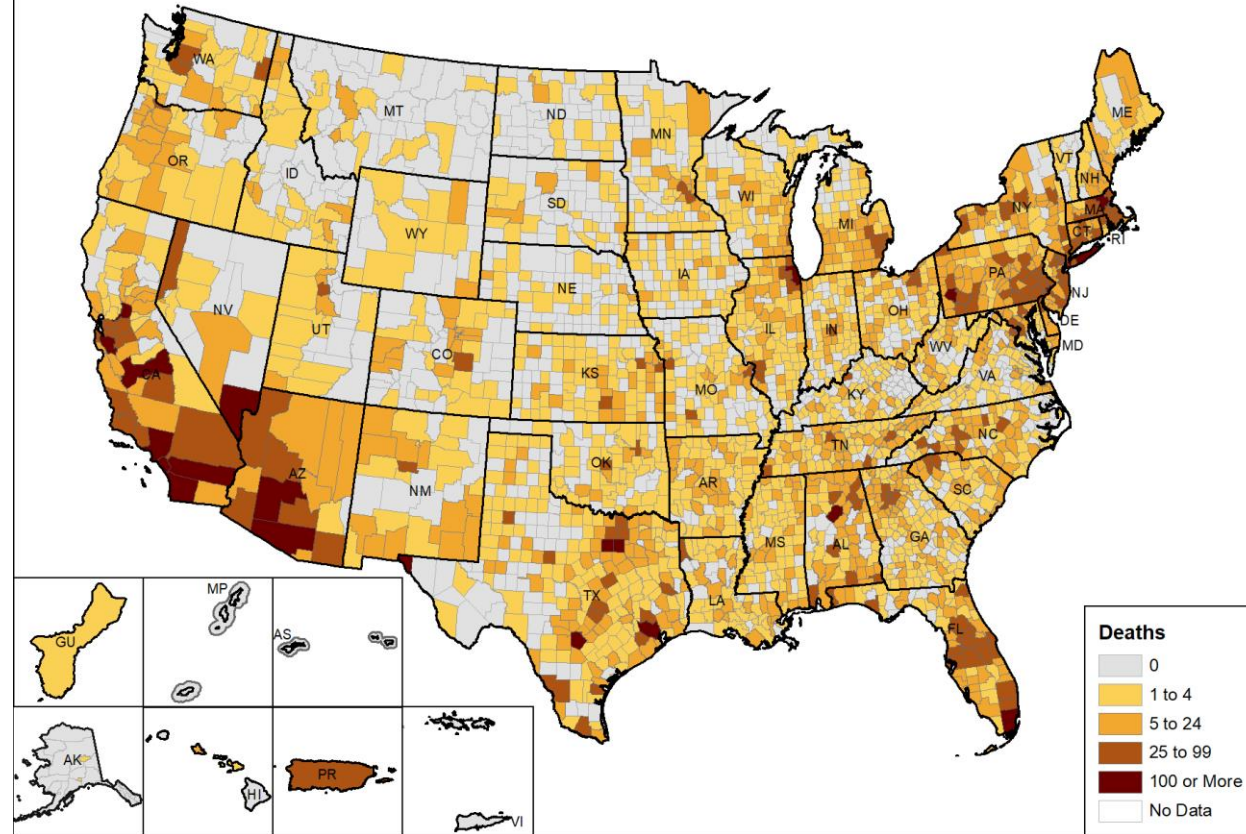 WA
MT
ND
MN
ME
OR
ID
SD
WI
MI
VT
NH
NY
MA
CT
RI
WY
IA
NE
PA
NJ
NV
UT
CO
IL
IN
OH
DE
MD
WV
VA
CA
KS
MO
KY
AZ
NM
OK
AR
TN
NC
SC
MS
AL
GA
TX
LA
FL
GU
MP
AS
AK
HI
PR
VI
Deaths
0
1 to 4
5 to 24
25 to 99
100 or More
No Data